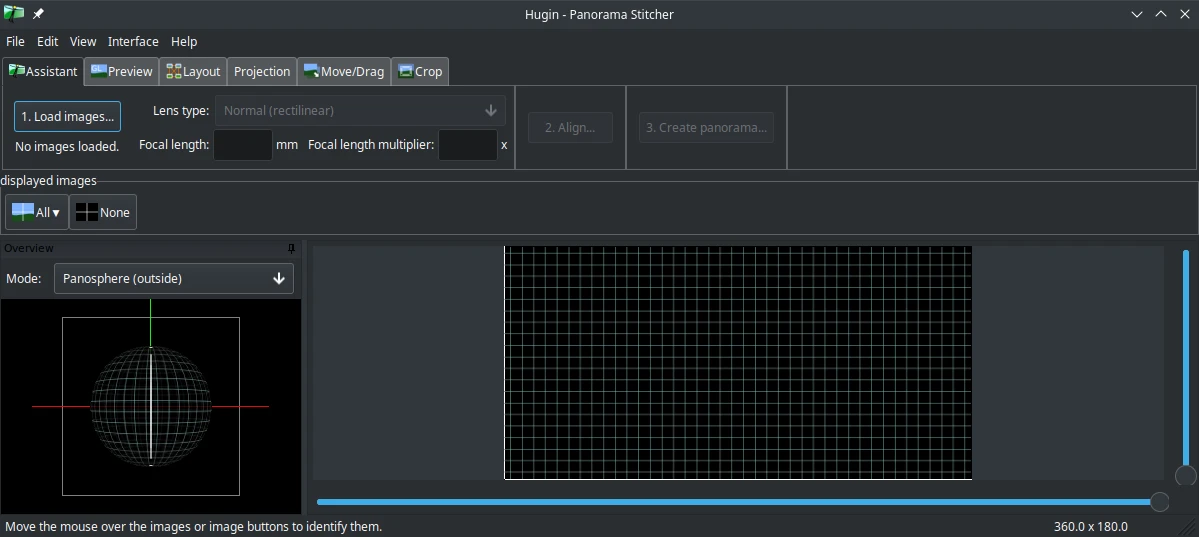 Hugin - Panorama Stitcher
File Edit View Interface Help
Assistant Preview Layout Projection Move/Drag Crop
1. Load images... Lens type: Normal (rectilinear) 2. Align... 3. Create panorama...
No images loaded. Focal length: mm Focal length multiplier: x
displayed images
All None
Overview
Mode: Panosphere (outside)
Move the mouse over the images or image buttons to identify them. 360.0 x 180.0